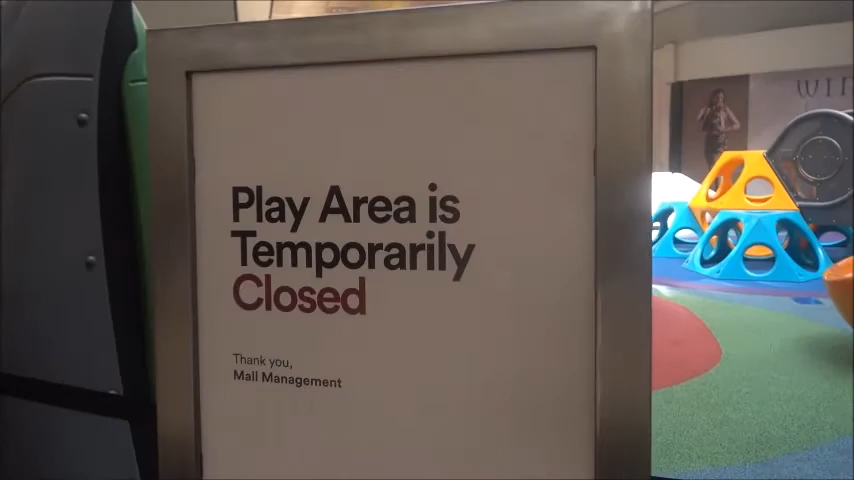 Play Area is
Temporarily
Closed
Thank you,
Mall Management